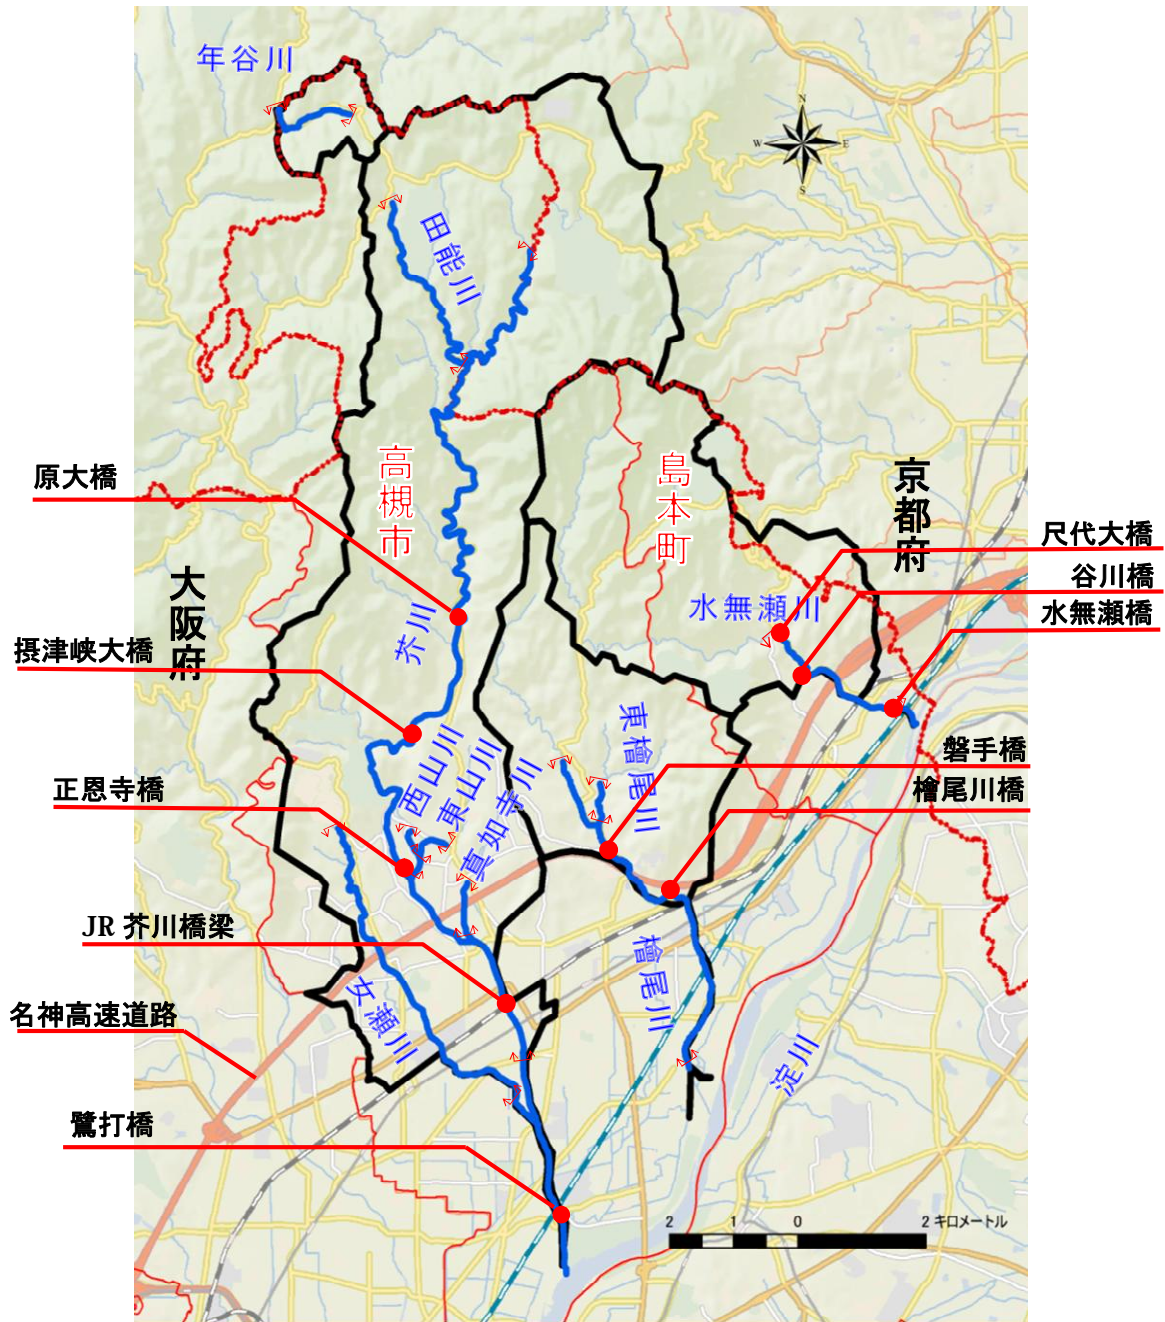 年谷川
N
W
E
S
田能川
原大橋
高槻市
島本町
京都府
尺代大橋
谷川橋
大阪府
水無瀬川
水無瀬橋
芥川
摂津峡大橋
東檜尾川
西山川
東山川
真如寺川
磐手橋
正恩寺橋
檜尾川橋
JR 芥川橋梁
檜尾川
女瀬川
名神高速道路
淀川
鷺打橋
2 1 0 2 キロメートル